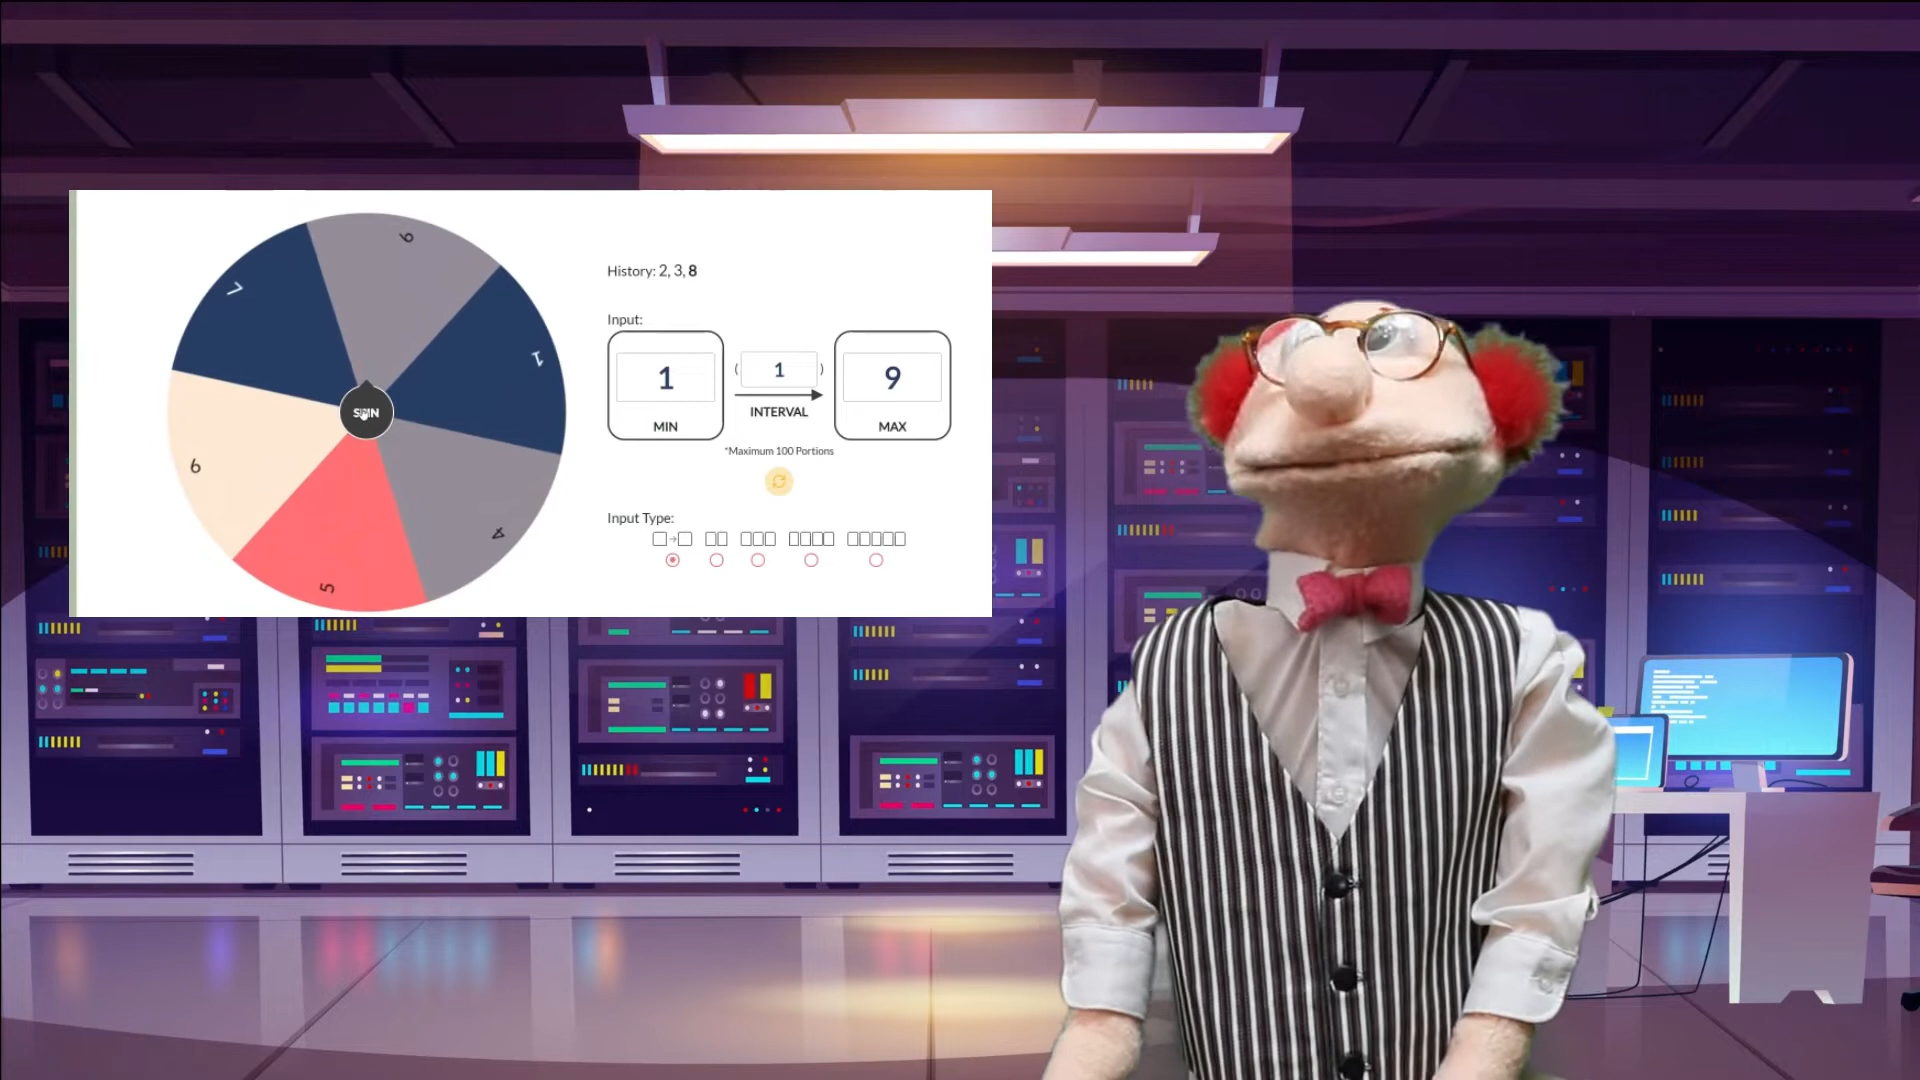 9
7
1
6
4
5
SPIN
History: 2, 3, 8
Input:
1
MIN
( 1 )
INTERVAL
9
MAX
*Maximum 100 Portions
Input Type: